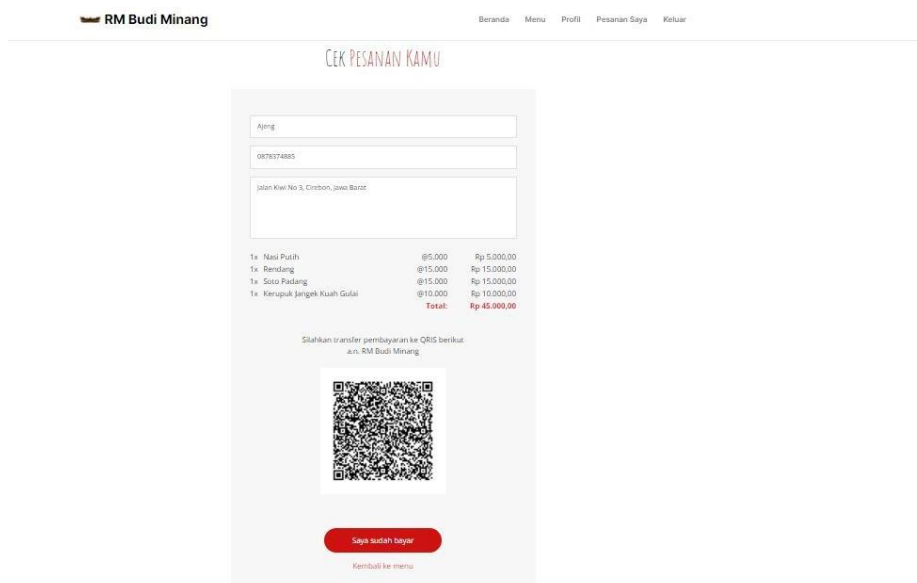 RM Budi Minang
Beranda Menu Profil Pesanan Saya Keluar
CEK PESANAN KAMU
Ajeng
0878374885
Jalan Kiwi No 3, Cirebon, Jawa Barat
1x Nasi Putih @5.000 Rp 5.000,00
1x Rendang @15.000 Rp 15.000,00
1x Soto Padang @15.000 Rp 15.000,00
1x Kerupuk Jangek Kuah Gulai @10.000 Rp 10.000,00
Total: Rp 45.000,00
Silahkan transfer pembayaran ke QRIS berikut
a.n. RM Budi Minang
Saya sudah bayar
Kembali ke menu